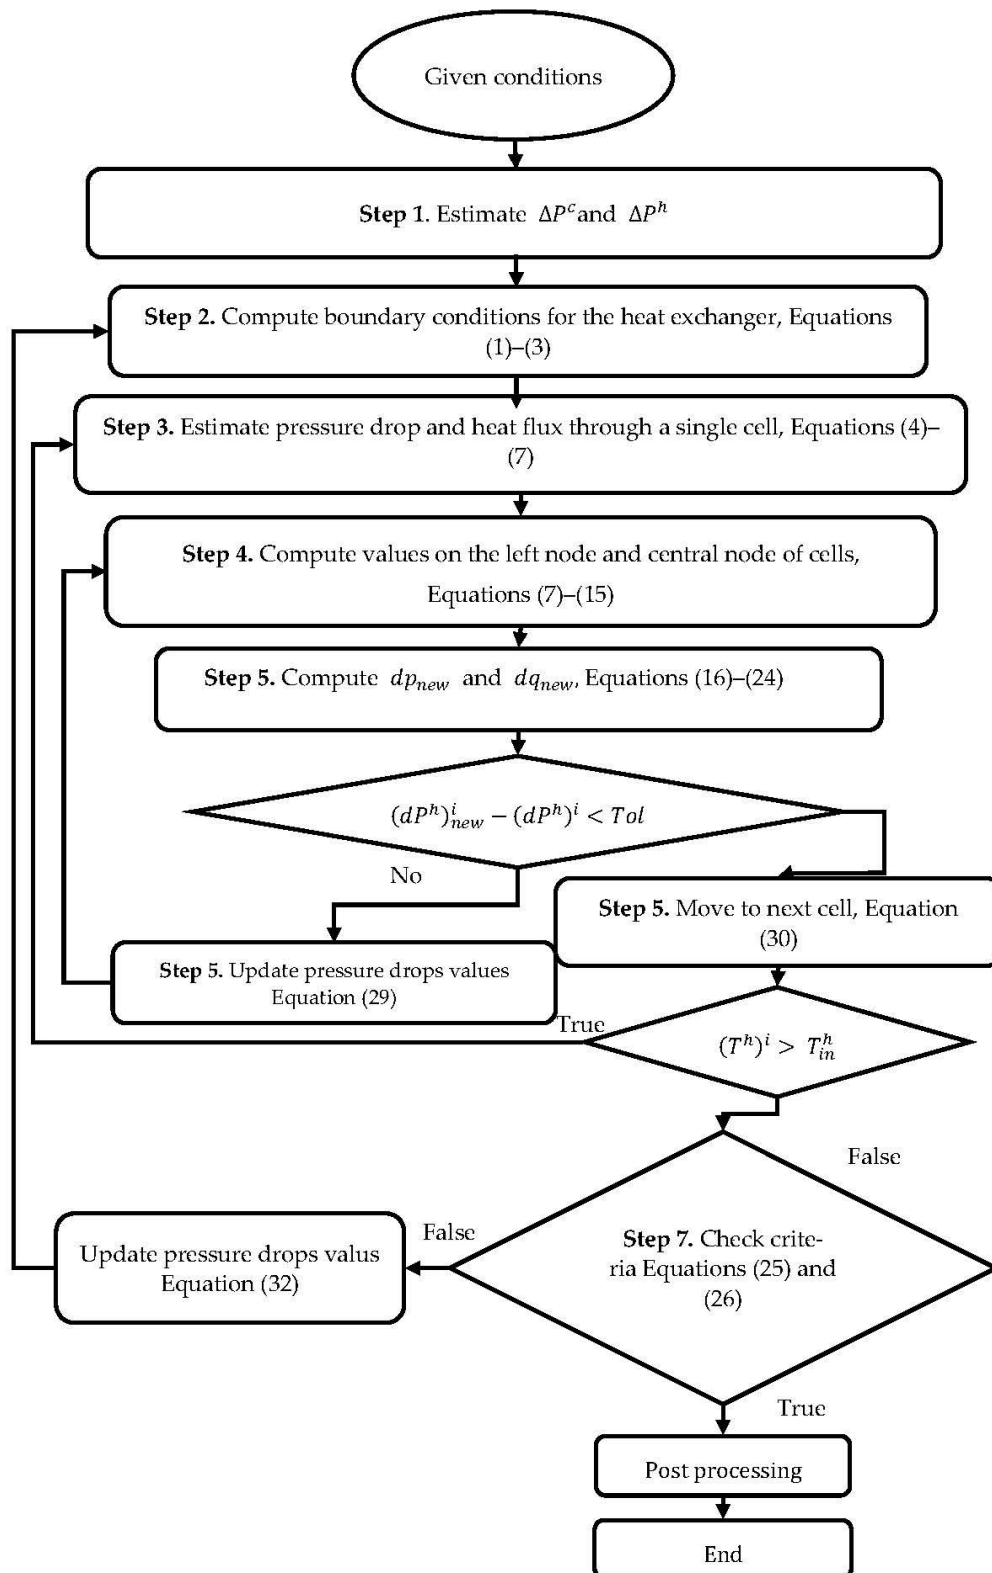 Given conditions
Step 1. Estimate ΔP^c and ΔP^h
Step 2. Compute boundary conditions for the heat exchanger, Equations
(1)–(3)
Step 3. Estimate pressure drop and heat flux through a single cell, Equations (4)–
(7)
Step 4. Compute values on the left node and central node of cells,
Equations (7)–(15)
Step 5. Compute dp_new and dq_new, Equations (16)–(24)
(dP^h)^i_new − (dP^h)^i < Tol
No
Step 5. Move to next cell, Equation
(30)
Step 5. Update pressure drops values
Equation (29)
True
(T^h)^i > T^h_in
False
False
Step 7. Check crite-
ria Equations (25) and
(26)
Update pressure drops valus
Equation (32)
True
Post processing
End